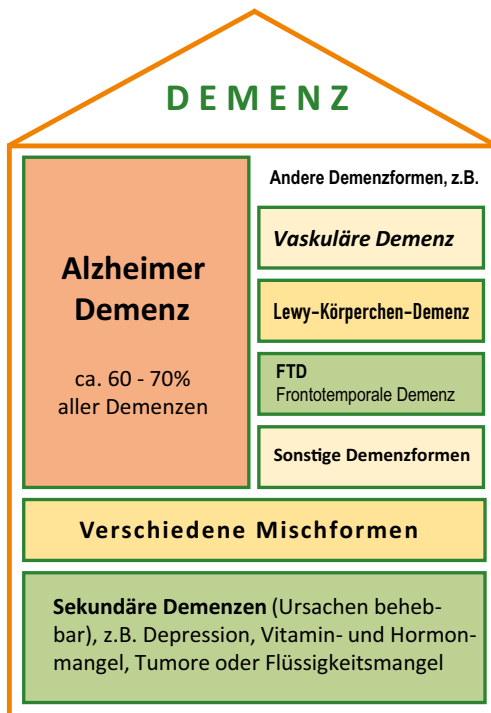 DEMENZ
Alzheimer
Demenz
ca. 60 - 70%
aller Demenzen
Andere Demenzformen, z.B.
Vaskuläre Demenz
Lewy-Körperchen-Demenz
FTD
Frontotemporale Demenz
Sonstige Demenzformen
Verschiedene Mischformen
Sekundäre Demenzen (Ursachen beheb-
bar), z.B. Depression, Vitamin- und Hormon-
mangel, Tumore oder Flüssigkeitsmangel